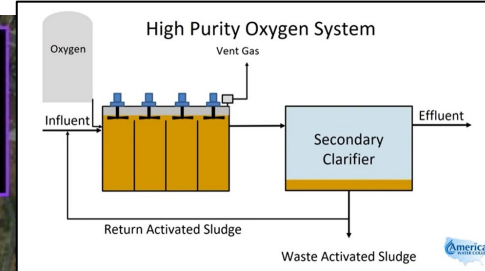 High Purity Oxygen System
Oxygen
Vent Gas
Influent
Effluent
Secondary
Clarifier
Return Activated Sludge
Waste Activated Sludge
America